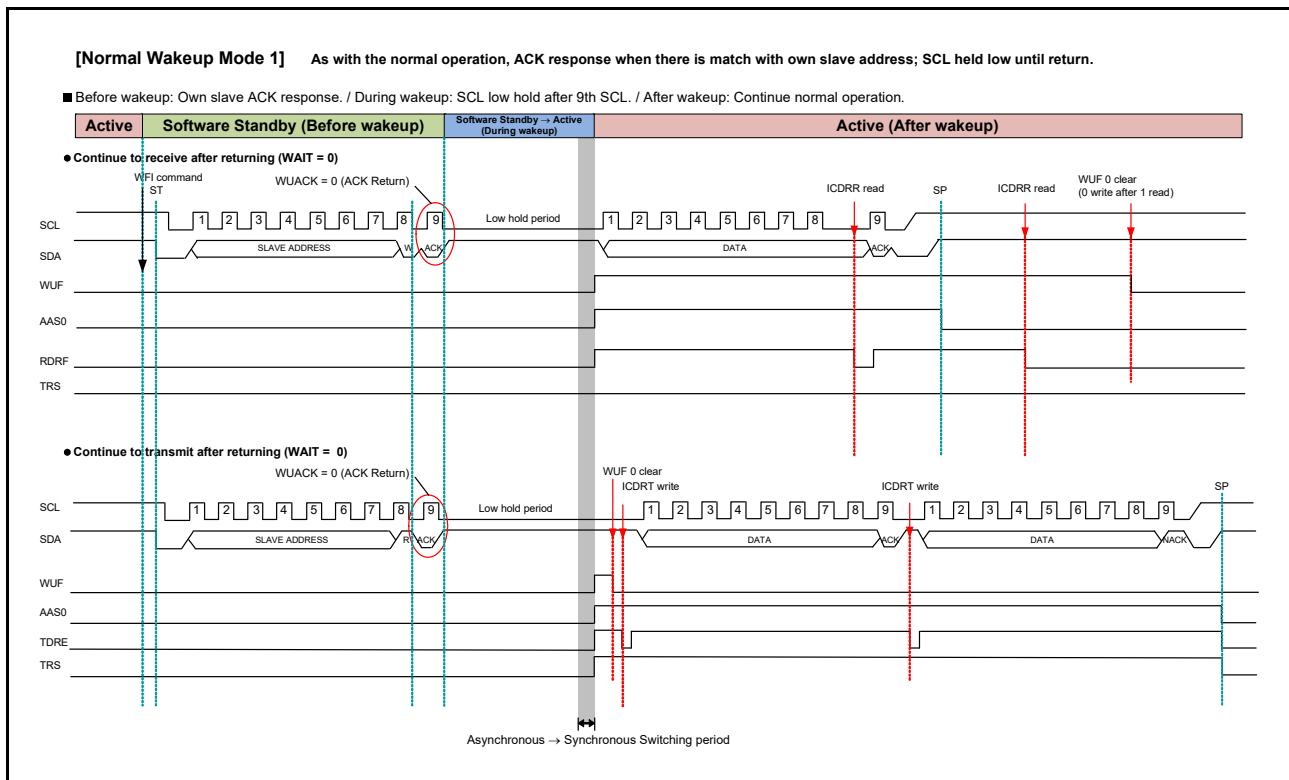 [Normal Wakeup Mode 1] As with the normal operation, ACK response when there is match with own slave address; SCL held low until return.
■ Before wakeup: Own slave ACK response. / During wakeup: SCL low hold after 9th SCL. / After wakeup: Continue normal operation.
Active Software Standby (Before wakeup) Software Standby → Active Active (After wakeup)
(During wakeup)
● Continue to receive after returning (WAIT = 0)
WFI command
ST
WUACK = 0 (ACK Return)
ICDRR read
SP
ICDRR read
WUF 0 clear
(0 write after 1 read)
SCL 1 2 3 4 5 6 7 8 9 Low hold period 1 2 3 4 5 6 7 8 9
SDA SLAVE ADDRESS W ACK DATA ACK
WUF
AAS0
RDRF
TRS
● Continue to transmit after returning (WAIT = 0)
WUACK = 0 (ACK Return)
WUF 0 clear
ICDRT write
ICDRT write
SP
SCL 1 2 3 4 5 6 7 8 9 Low hold period 1 2 3 4 5 6 7 8 9 1 2 3 4 5 6 7 8 9
SDA SLAVE ADDRESS R ACK DATA ACK DATA NACK
WUF
AAS0
TDRE
TRS
Asynchronous → Synchronous Switching period